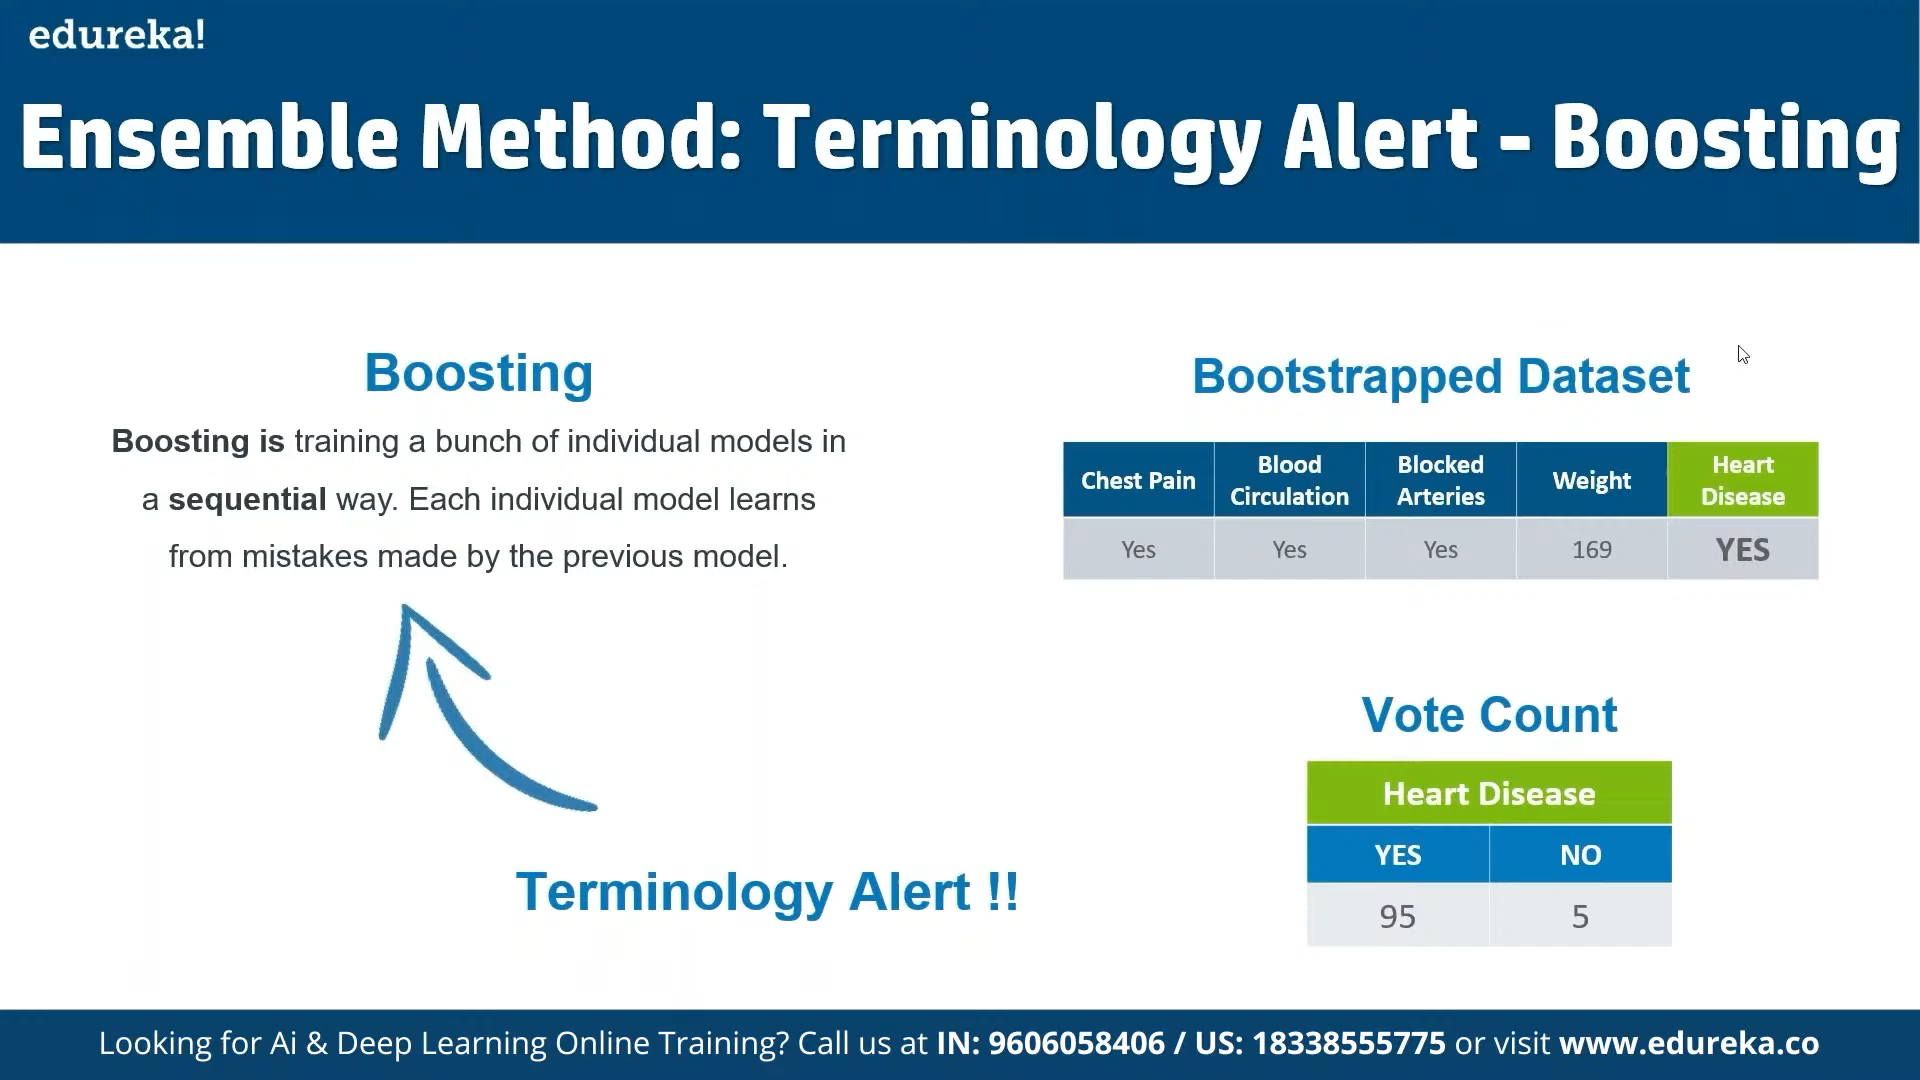 edureka!
Ensemble Method: Terminology Alert - Boosting
Boosting
Boosting is training a bunch of individual models in
a sequential way. Each individual model learns
from mistakes made by the previous model.
Terminology Alert !!
Bootstrapped Dataset
Chest Pain Blood Circulation Blocked Arteries Weight Heart Disease
Yes Yes Yes 169 YES
Vote Count
Heart Disease
YES NO
95 5
Looking for Ai & Deep Learning Online Training? Call us at IN: 9606058406 / US: 18338555775 or visit www.edureka.co